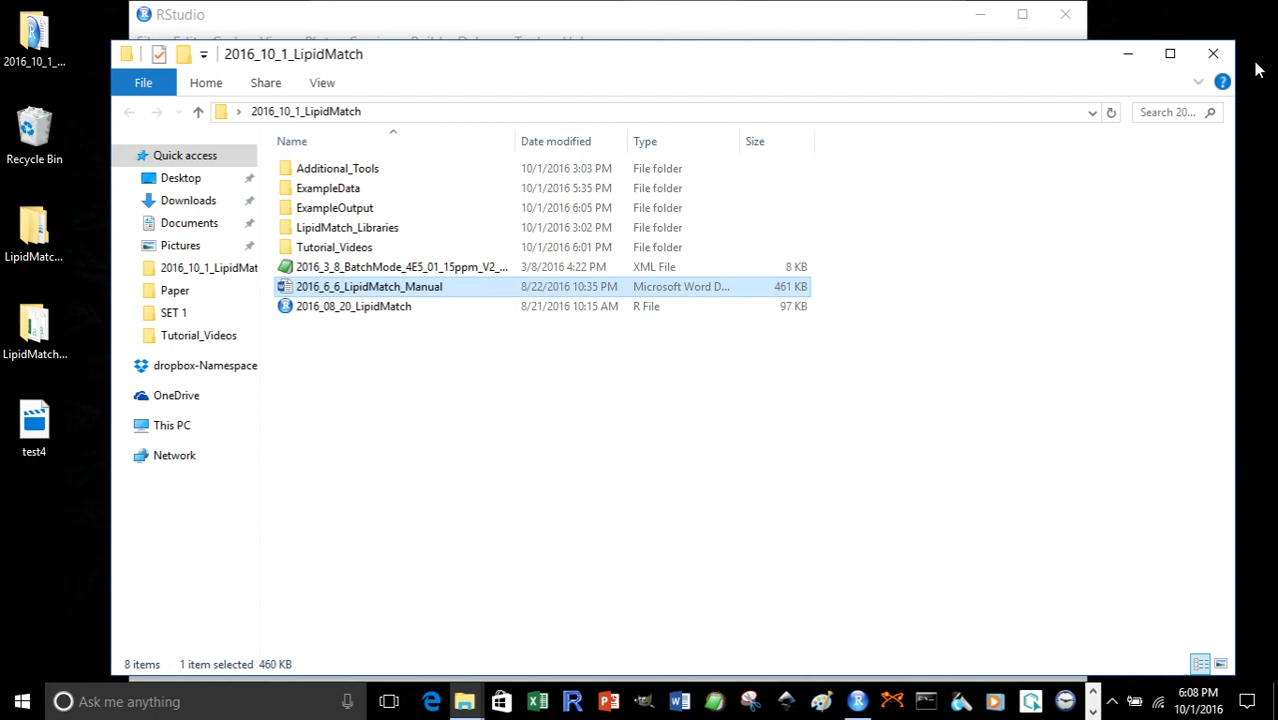 RStudio
2016_10_1_LipidMatch
File Home Share View
2016_10_1_LipidMatch
Search 20...
Name Date modified Type Size
Quick access
Desktop
Downloads
Documents
Pictures
2016_10_1_LipidMat
Paper
SET 1
Tutorial_Videos
dropbox-Namespace
OneDrive
This PC
Network
Additional_Tools 10/1/2016 3:03 PM File folder
ExampleData 10/1/2016 5:35 PM File folder
ExampleOutput 10/1/2016 6:05 PM File folder
LipidMatch_Libraries 10/1/2016 3:02 PM File folder
Tutorial_Videos 10/1/2016 6:01 PM File folder
2016_3_8_BatchMode_4E5_01_15ppm_V2_... 3/8/2016 4:22 PM XML File 8 KB
2016_6_6_LipidMatch_Manual 8/22/2016 10:35 PM Microsoft Word D... 461 KB
2016_08_20_LipidMatch 8/21/2016 10:15 AM R File 97 KB
8 items 1 item selected 460 KB
2016_10_1_...
Recycle Bin
LipidMatc...
LipidMatch...
test4
Ask me anything
6:08 PM
10/1/2016